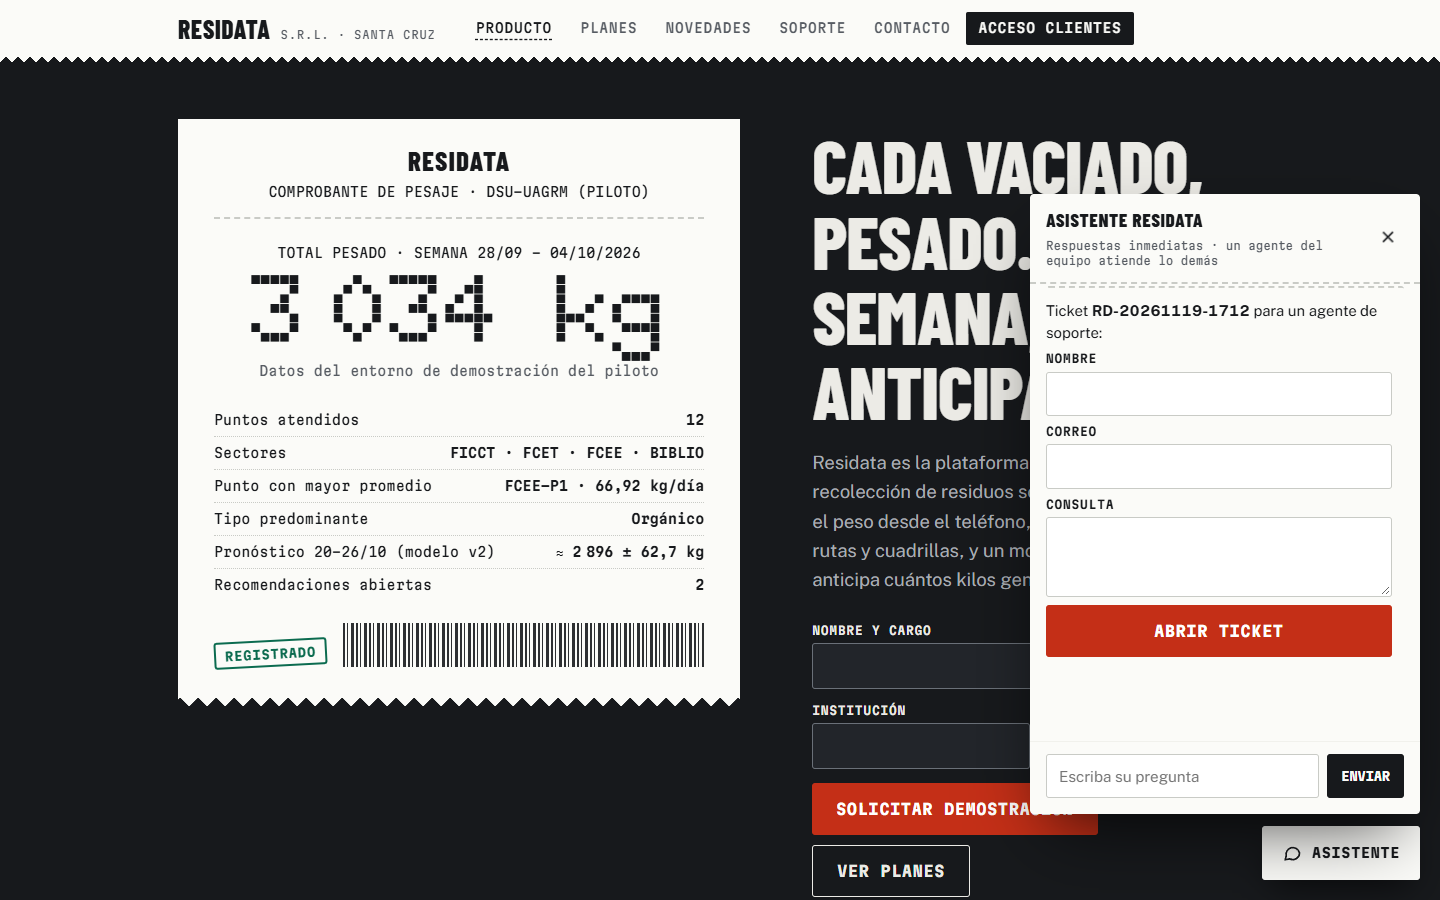 RESIDATA S.R.L. · SANTA CRUZ
PRODUCTO
PLANES
NOVEDADES
SOPORTE
CONTACTO
ACCESO CLIENTES
RESIDATA
COMPROBANTE DE PESAJE · DSU-UAGRM (PILOTO)
TOTAL PESADO · SEMANA 28/09 – 04/10/2026
3 034 kg
Datos del entorno de demostración del piloto
Puntos atendidos 12
Sectores FICCT · FCET · FCEE · BIBLIO
Punto con mayor promedio FCEE-P1 · 66,92 kg/día
Tipo predominante Orgánico
Pronóstico 20–26/10 (modelo v2) ≈ 2 896 ± 62,7 kg
Recomendaciones abiertas 2
REGISTRADO
CADA VACIADO,
PESADO.
SEMANA,
Residata es la plataforma
recolección de residuos
el peso desde el teléfono,
rutas y cuadrillas, y un
anticipa cuántos kilos
NOMBRE Y CARGO
INSTITUCIÓN
SOLICITAR
VER PLANES
ASISTENTE RESIDATA
Respuestas inmediatas · un agente del
equipo atiende lo demás
Ticket RD-20261119-1712 para un agente de
soporte:
NOMBRE
CORREO
CONSULTA
ABRIR TICKET
Escriba su pregunta
ENVIAR
ASISTENTE